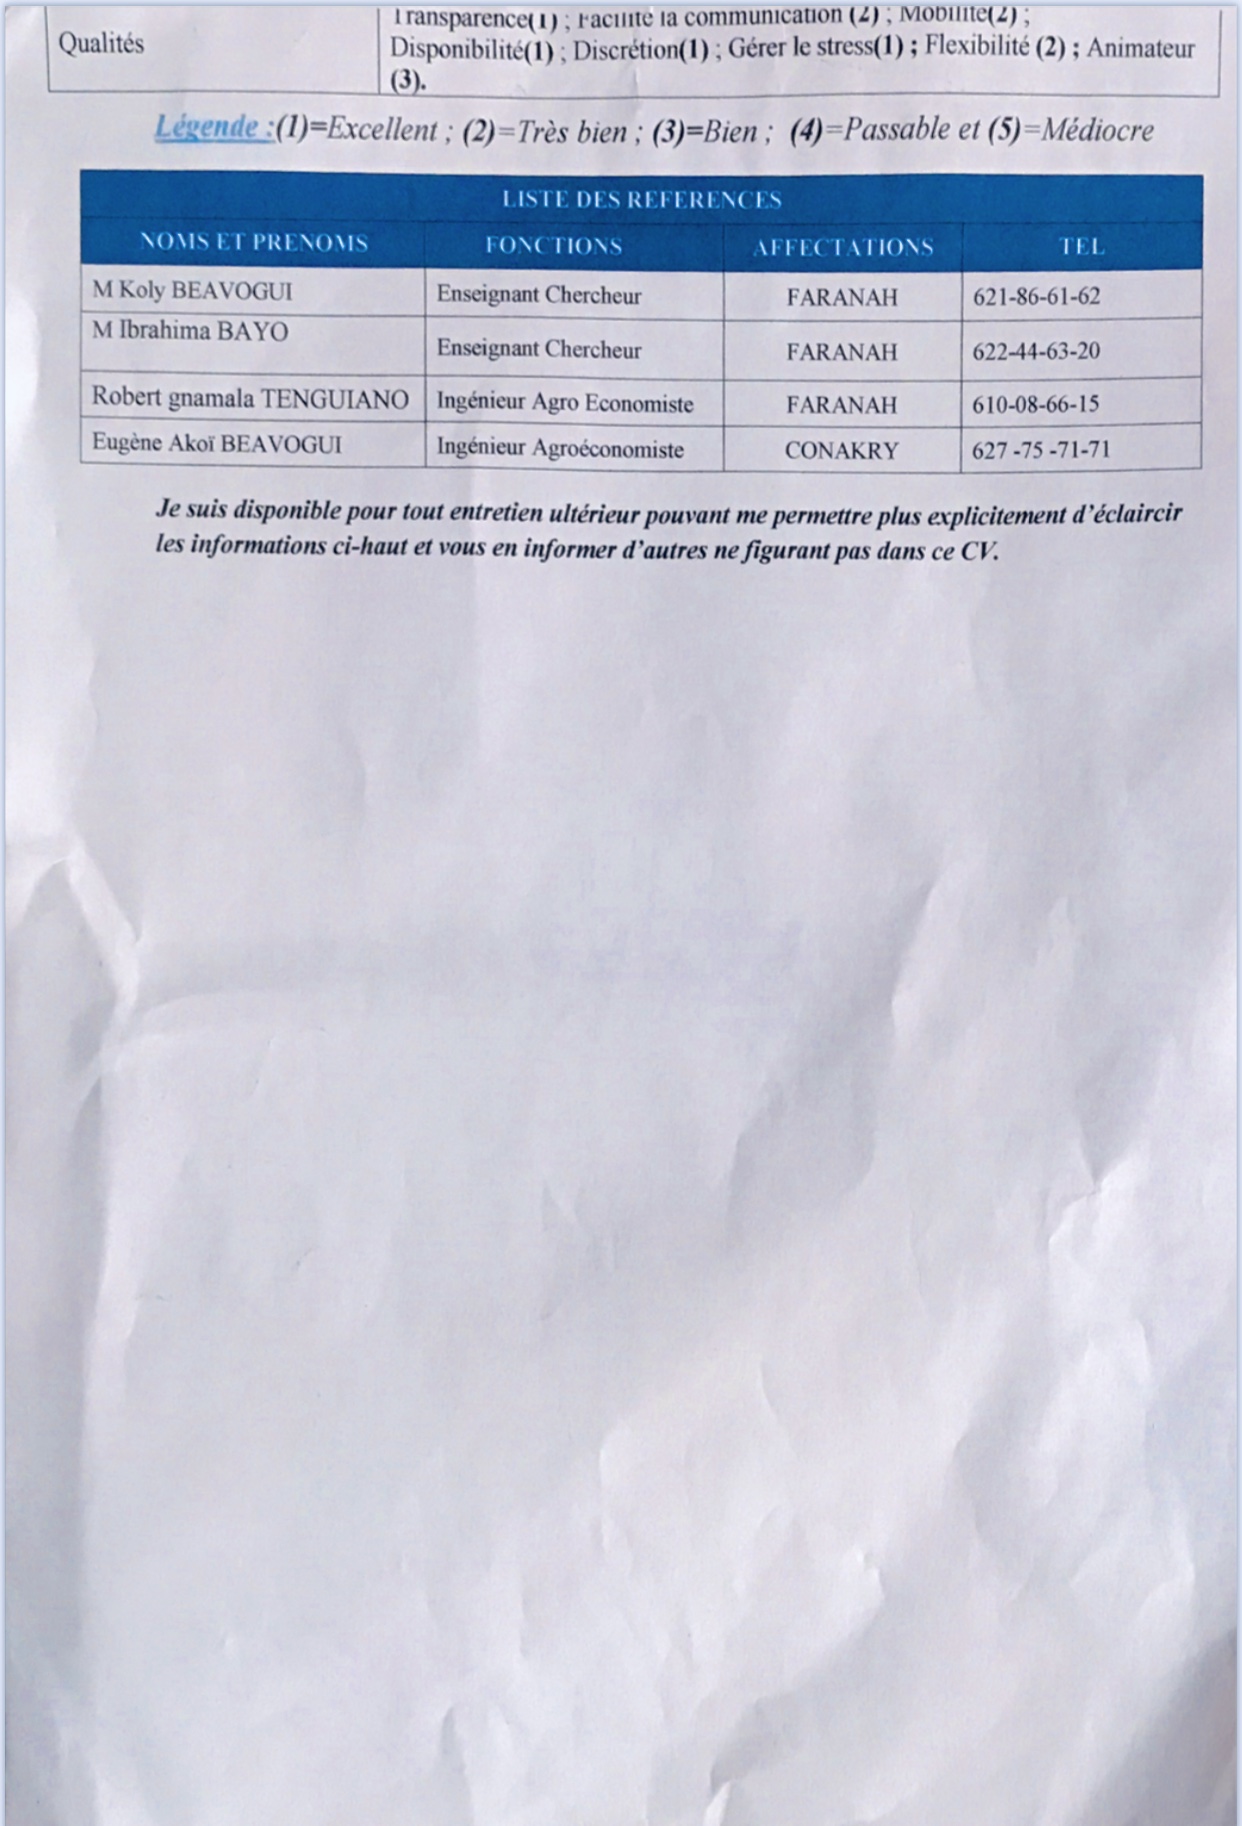 Transparence(1) ; Facilite la communication (2) ; Mobilité(2) ;
Qualités
Disponibilité(1) ; Discrétion(1) ; Gérer le stress(1) ; Flexibilité (2) ; Animateur
(3).
Légende :(1)=Excellent ; (2)=Très bien ; (3)=Bien ; (4)=Passable et (5)=Médiocre
LISTE DES REFERENCES
NOMS ET PRENOMS FONCTIONS AFFECTATIONS TEL
M Koly BEAVOGUI Enseignant Chercheur FARANAH 621-86-61-62
M Ibrahima BAYO Enseignant Chercheur FARANAH 622-44-63-20
Robert gnamala TENGUIANO Ingénieur Agro Economiste FARANAH 610-08-66-15
Eugène Akoï BEAVOGUI Ingénieur Agroéconomiste CONAKRY 627 -75 -71-71
Je suis disponible pour tout entretien ultérieur pouvant me permettre plus explicitement d'éclaircir
les informations ci-haut et vous en informer d'autres ne figurant pas dans ce CV.